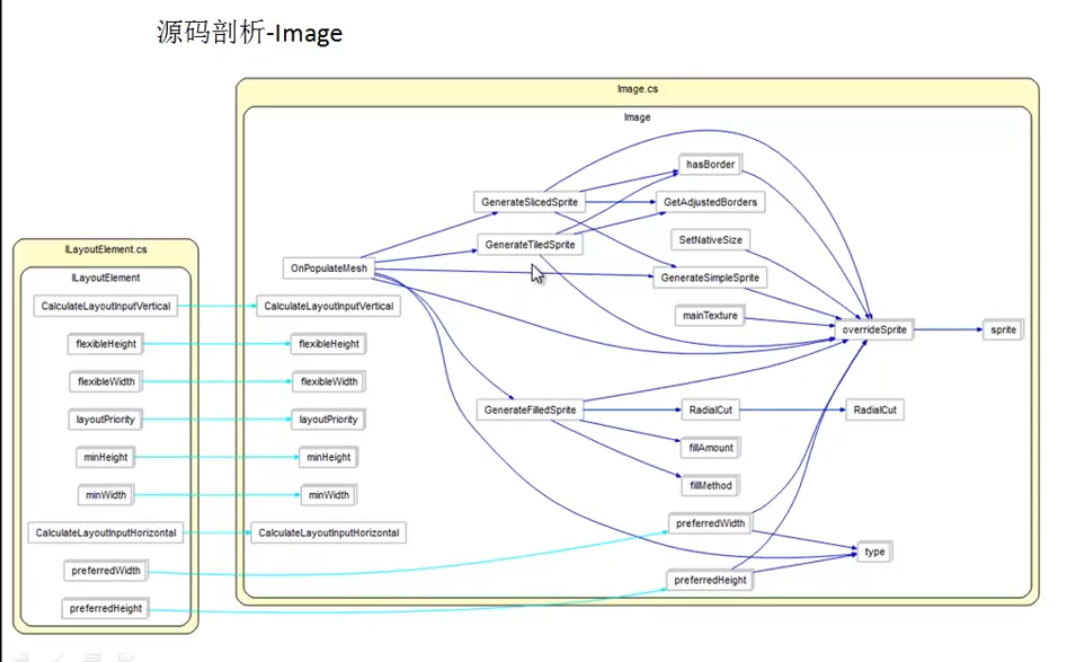 源码剖析-Image
Image.cs
Image
hasBorder
GenerateSlicedSprite
GetAdjustedBorders
GenerateTiledSprite
SetNativeSize
OnPopulateMesh
GenerateSimpleSprite
mainTexture
overrideSprite
sprite
GenerateFilledSprite
RadialCut
RadialCut
fillAmount
fillMethod
preferredWidth
type
preferredHeight
ILayoutElement.cs
ILayoutElement
CalculateLayoutInputVertical
CalculateLayoutInputVertical
flexibleHeight
flexibleHeight
flexibleWidth
flexibleWidth
layoutPriority
layoutPriority
minHeight
minHeight
minWidth
minWidth
CalculateLayoutInputHorizontal
CalculateLayoutInputHorizontal
preferredWidth
preferredHeight